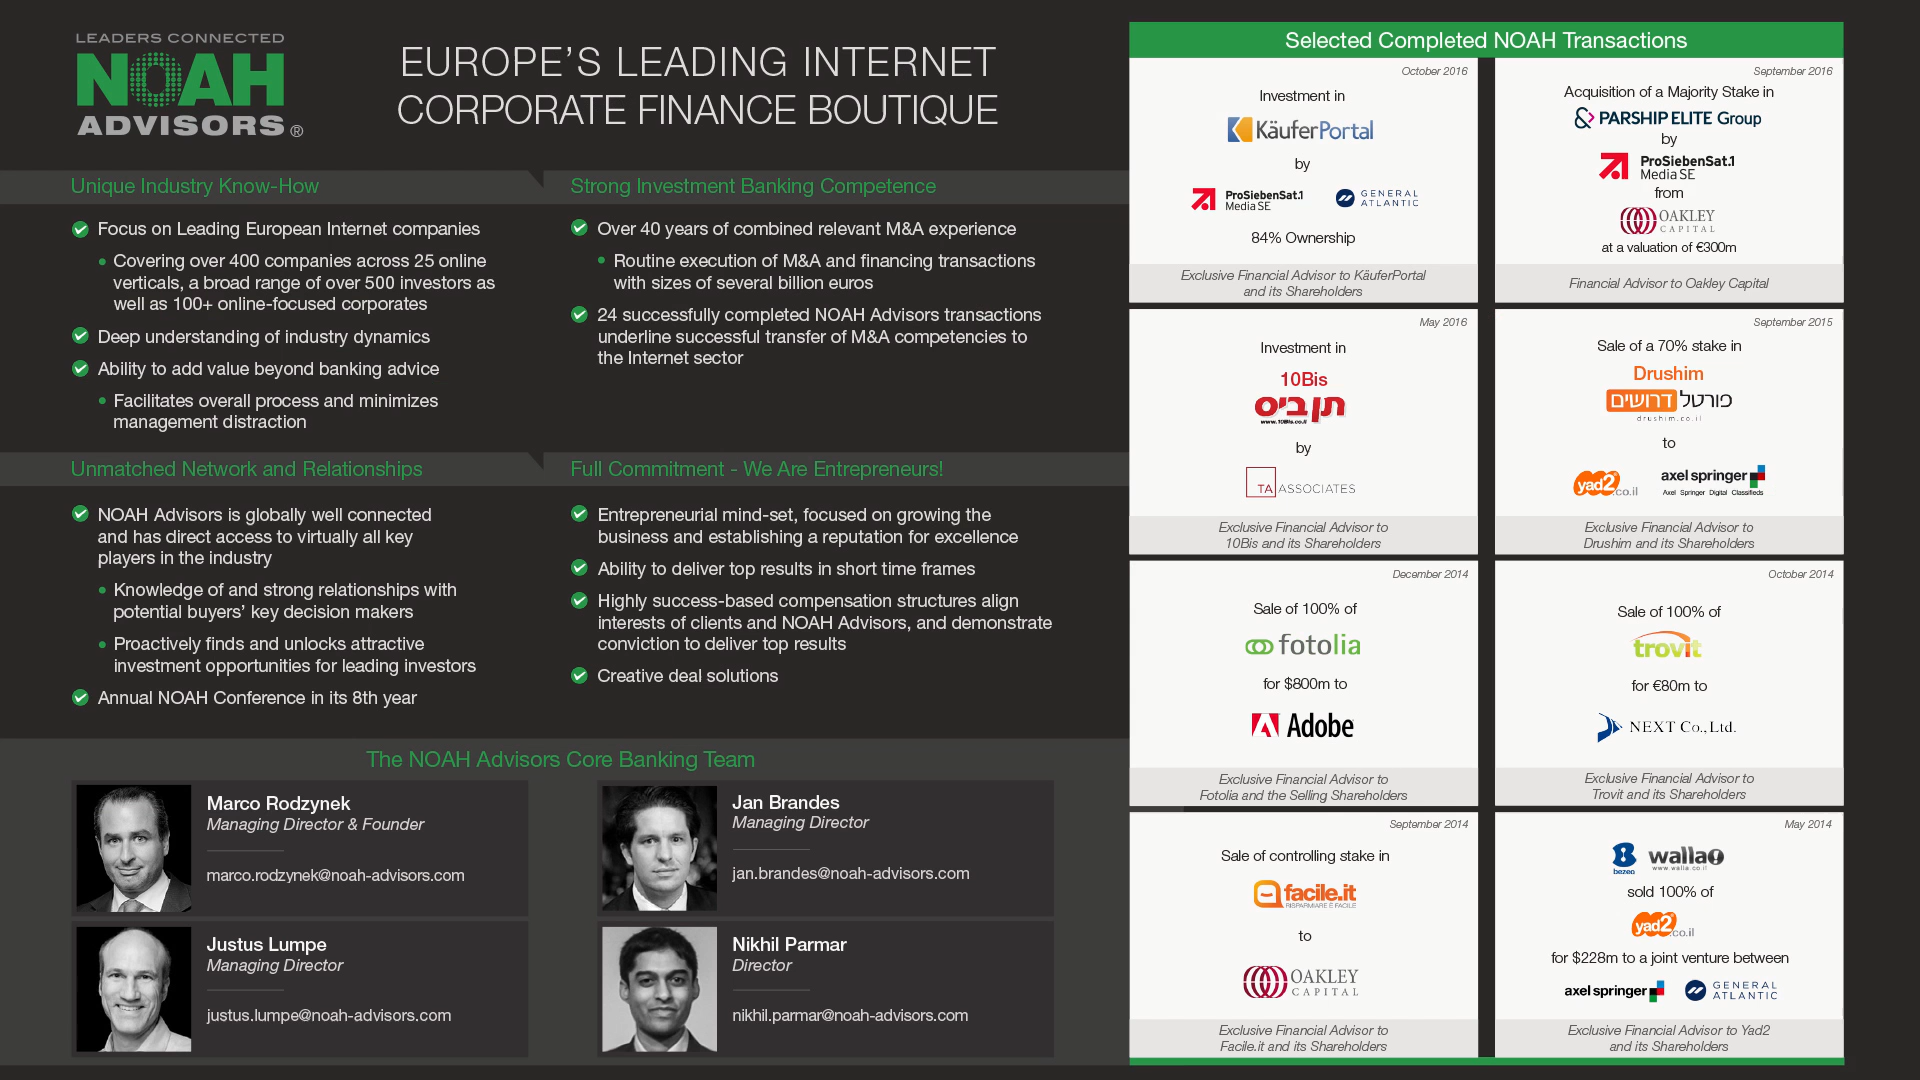 LEADERS CONNECTED
NOAH
ADVISORS ®
EUROPE’S LEADING INTERNET
CORPORATE FINANCE BOUTIQUE
Unique Industry Know-How
Focus on Leading European Internet companies
• Covering over 400 companies across 25 online
verticals, a broad range of over 500 investors as
well as 100+ online-focused corporates
Deep understanding of industry dynamics
Ability to add value beyond banking advice
• Facilitates overall process and minimizes
management distraction
Strong Investment Banking Competence
Over 40 years of combined relevant M&A experience
• Routine execution of M&A and financing transactions
with sizes of several billion euros
24 successfully completed NOAH Advisors transactions
underline successful transfer of M&A competencies to
the Internet sector
Unmatched Network and Relationships
NOAH Advisors is globally well connected
and has direct access to virtually all key
players in the industry
• Knowledge of and strong relationships with
potential buyers’ key decision makers
• Proactively finds and unlocks attractive
investment opportunities for leading investors
Annual NOAH Conference in its 8th year
Full Commitment - We Are Entrepreneurs!
Entrepreneurial mind-set, focused on growing the
business and establishing a reputation for excellence
Ability to deliver top results in short time frames
Highly success-based compensation structures align
interests of clients and NOAH Advisors, and demonstrate
conviction to deliver top results
Creative deal solutions
The NOAH Advisors Core Banking Team
Marco Rodzynek
Managing Director & Founder
marco.rodzynek@noah-advisors.com
Jan Brandes
Managing Director
jan.brandes@noah-advisors.com
Justus Lumpe
Managing Director
justus.lumpe@noah-advisors.com
Nikhil Parmar
Director
nikhil.parmar@noah-advisors.com
Selected Completed NOAH Transactions
October 2016
Investment in
KäuferPortal
by
ProSiebenSat.1
Media SE
GENERAL
ATLANTIC
84% Ownership
Exclusive Financial Advisor to KäuferPortal
and its Shareholders
September 2016
Acquisition of a Majority Stake in
PARSHIP ELITE Group
by
ProSiebenSat.1
Media SE
from
OAKLEY
CAPITAL
at a valuation of €300m
Financial Advisor to Oakley Capital
May 2016
Investment in
10Bis
תן ביס
www.10Bis.co.il
by
TA ASSOCIATES
Exclusive Financial Advisor to
10Bis and its Shareholders
September 2015
Sale of a 70% stake in
Drushim
פורטל דרושים
drushim.co.il
to
yad2.co.il
axel springer
Axel Springer Digital Classifieds
Exclusive Financial Advisor to
Drushim and its Shareholders
December 2014
Sale of 100% of
fotolia
for $800m to
Adobe
Exclusive Financial Advisor to
Fotolia and the Selling Shareholders
October 2014
Sale of 100% of
trovit
for €80m to
NEXT Co., Ltd.
Exclusive Financial Advisor to
Trovit and its Shareholders
September 2014
Sale of controlling stake in
facile.it
RISPARMIARE È FACILE
to
OAKLEY
CAPITAL
Exclusive Financial Advisor to
Facile.it and its Shareholders
May 2014
bezeq
walla!
www.walla.co.il
sold 100% of
yad2.co.il
for $228m to a joint venture between
axel springer
GENERAL
ATLANTIC
Exclusive Financial Advisor to Yad2
and its Shareholders